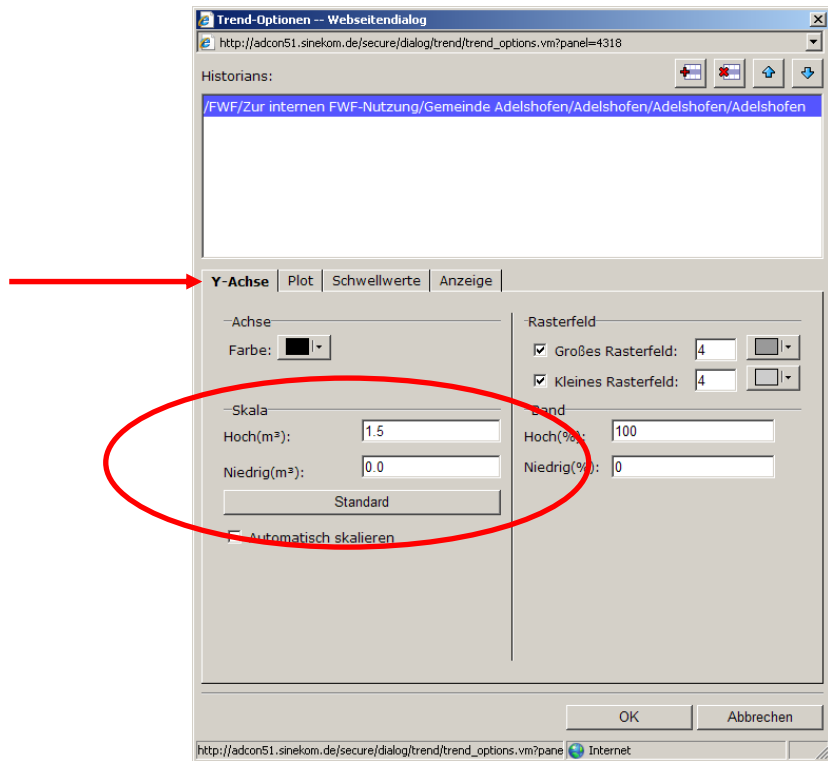 Trend-Optionen -- Webseitendialog
http://adcon51.sinekom.de/secure/dialog/trend/trend_options.vm?panel=4318
Historians:
/FWF/Zur internen FWF-Nutzung/Gemeinde Adelshofen/Adelshofen/Adelshofen/Adelshofen
Y-Achse Plot Schwellwerte Anzeige
Achse
Farbe:
Rasterfeld
Großes Rasterfeld: 4
Kleines Rasterfeld: 4
Skala
Hoch(m³): 1.5
Niedrig(m³): 0.0
Standard
Automatisch skalieren
Band
Hoch(%): 100
Niedrig(%): 0
OK Abbrechen
http://adcon51.sinekom.de/secure/dialog/trend/trend_options.vm?pane Internet